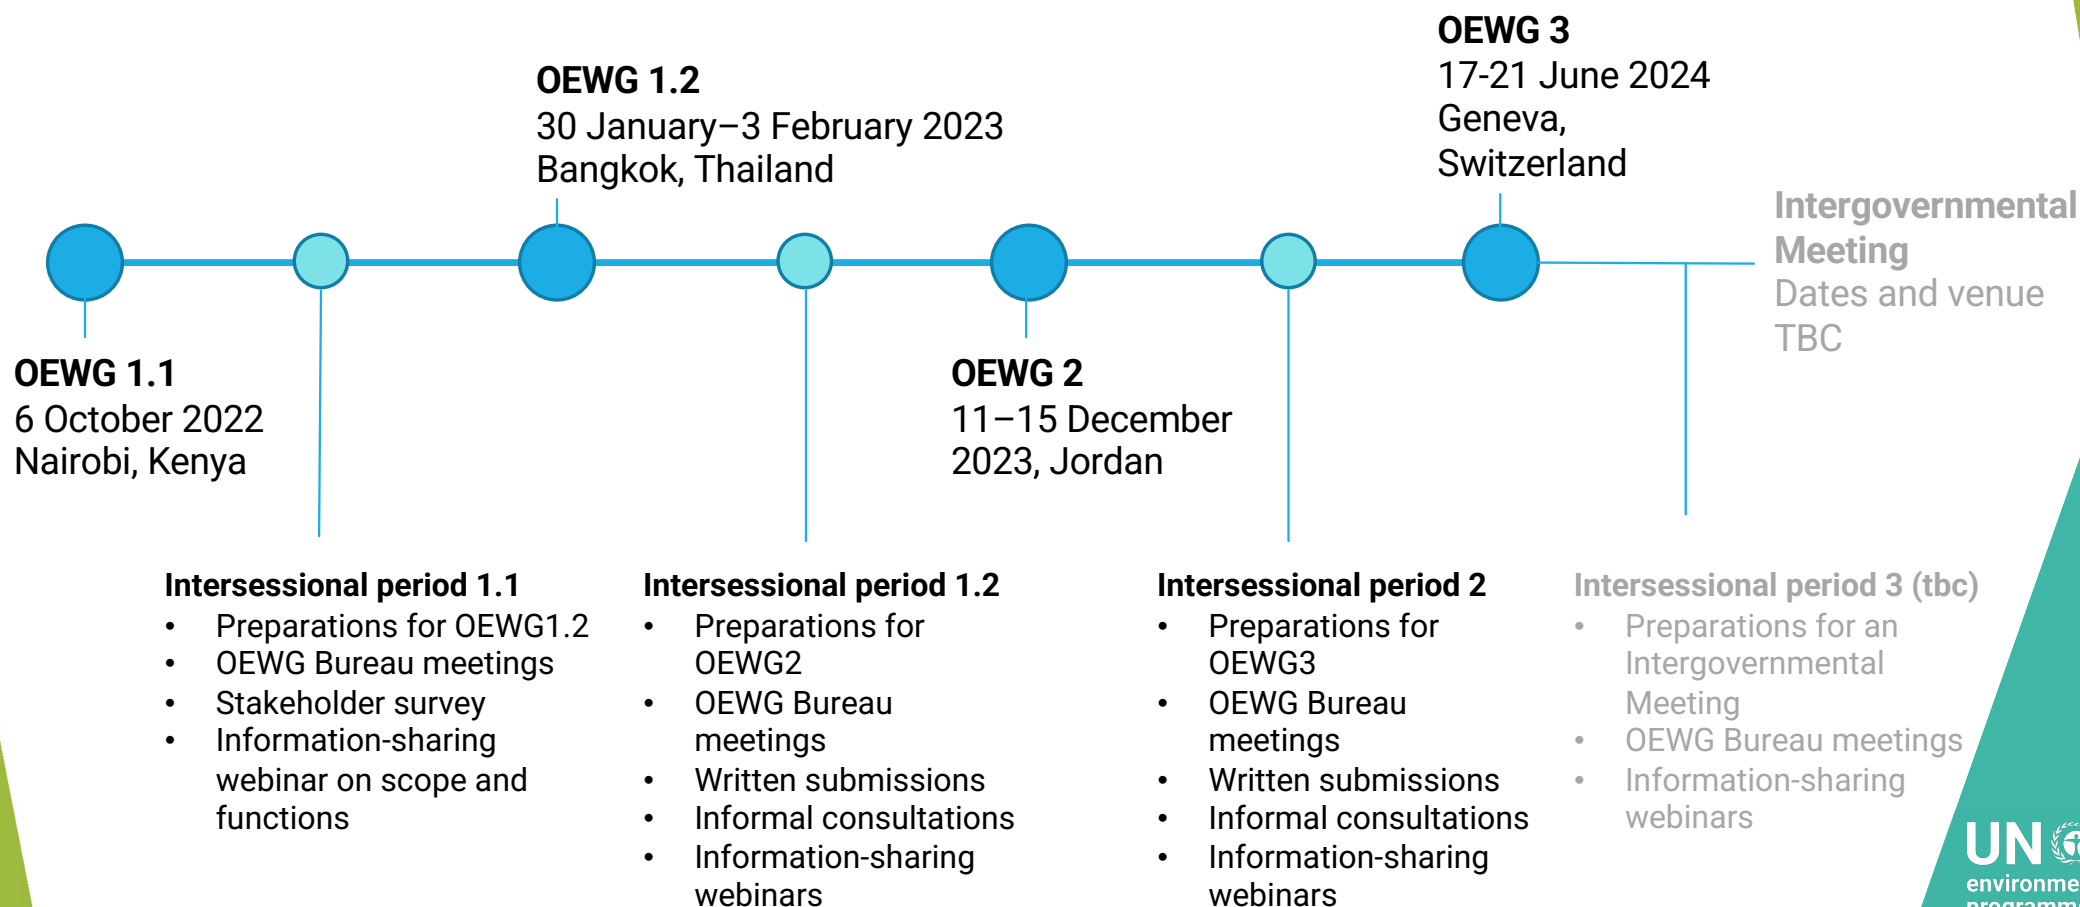 OEWG 1.1
6 October 2022
Nairobi, Kenya
OEWG 1.2
30 January–3 February 2023
Bangkok, Thailand
OEWG 2
11–15 December
2023, Jordan
OEWG 3
17-21 June 2024
Geneva,
Switzerland
Intergovernmental
Meeting
Dates and venue
TBC
Intersessional period 1.1
• Preparations for OEWG1.2
• OEWG Bureau meetings
• Stakeholder survey
• Information-sharing
webinar on scope and
functions
Intersessional period 1.2
• Preparations for
OEWG2
• OEWG Bureau
meetings
• Written submissions
• Informal consultations
• Information-sharing
webinars
Intersessional period 2
• Preparations for
OEWG3
• OEWG Bureau
meetings
• Written submissions
• Informal consultations
• Information-sharing
webinars
Intersessional period 3 (tbc)
• Preparations for an
Intergovernmental
Meeting
• OEWG Bureau meetings
• Information-sharing
webinars
UN
environme
programme